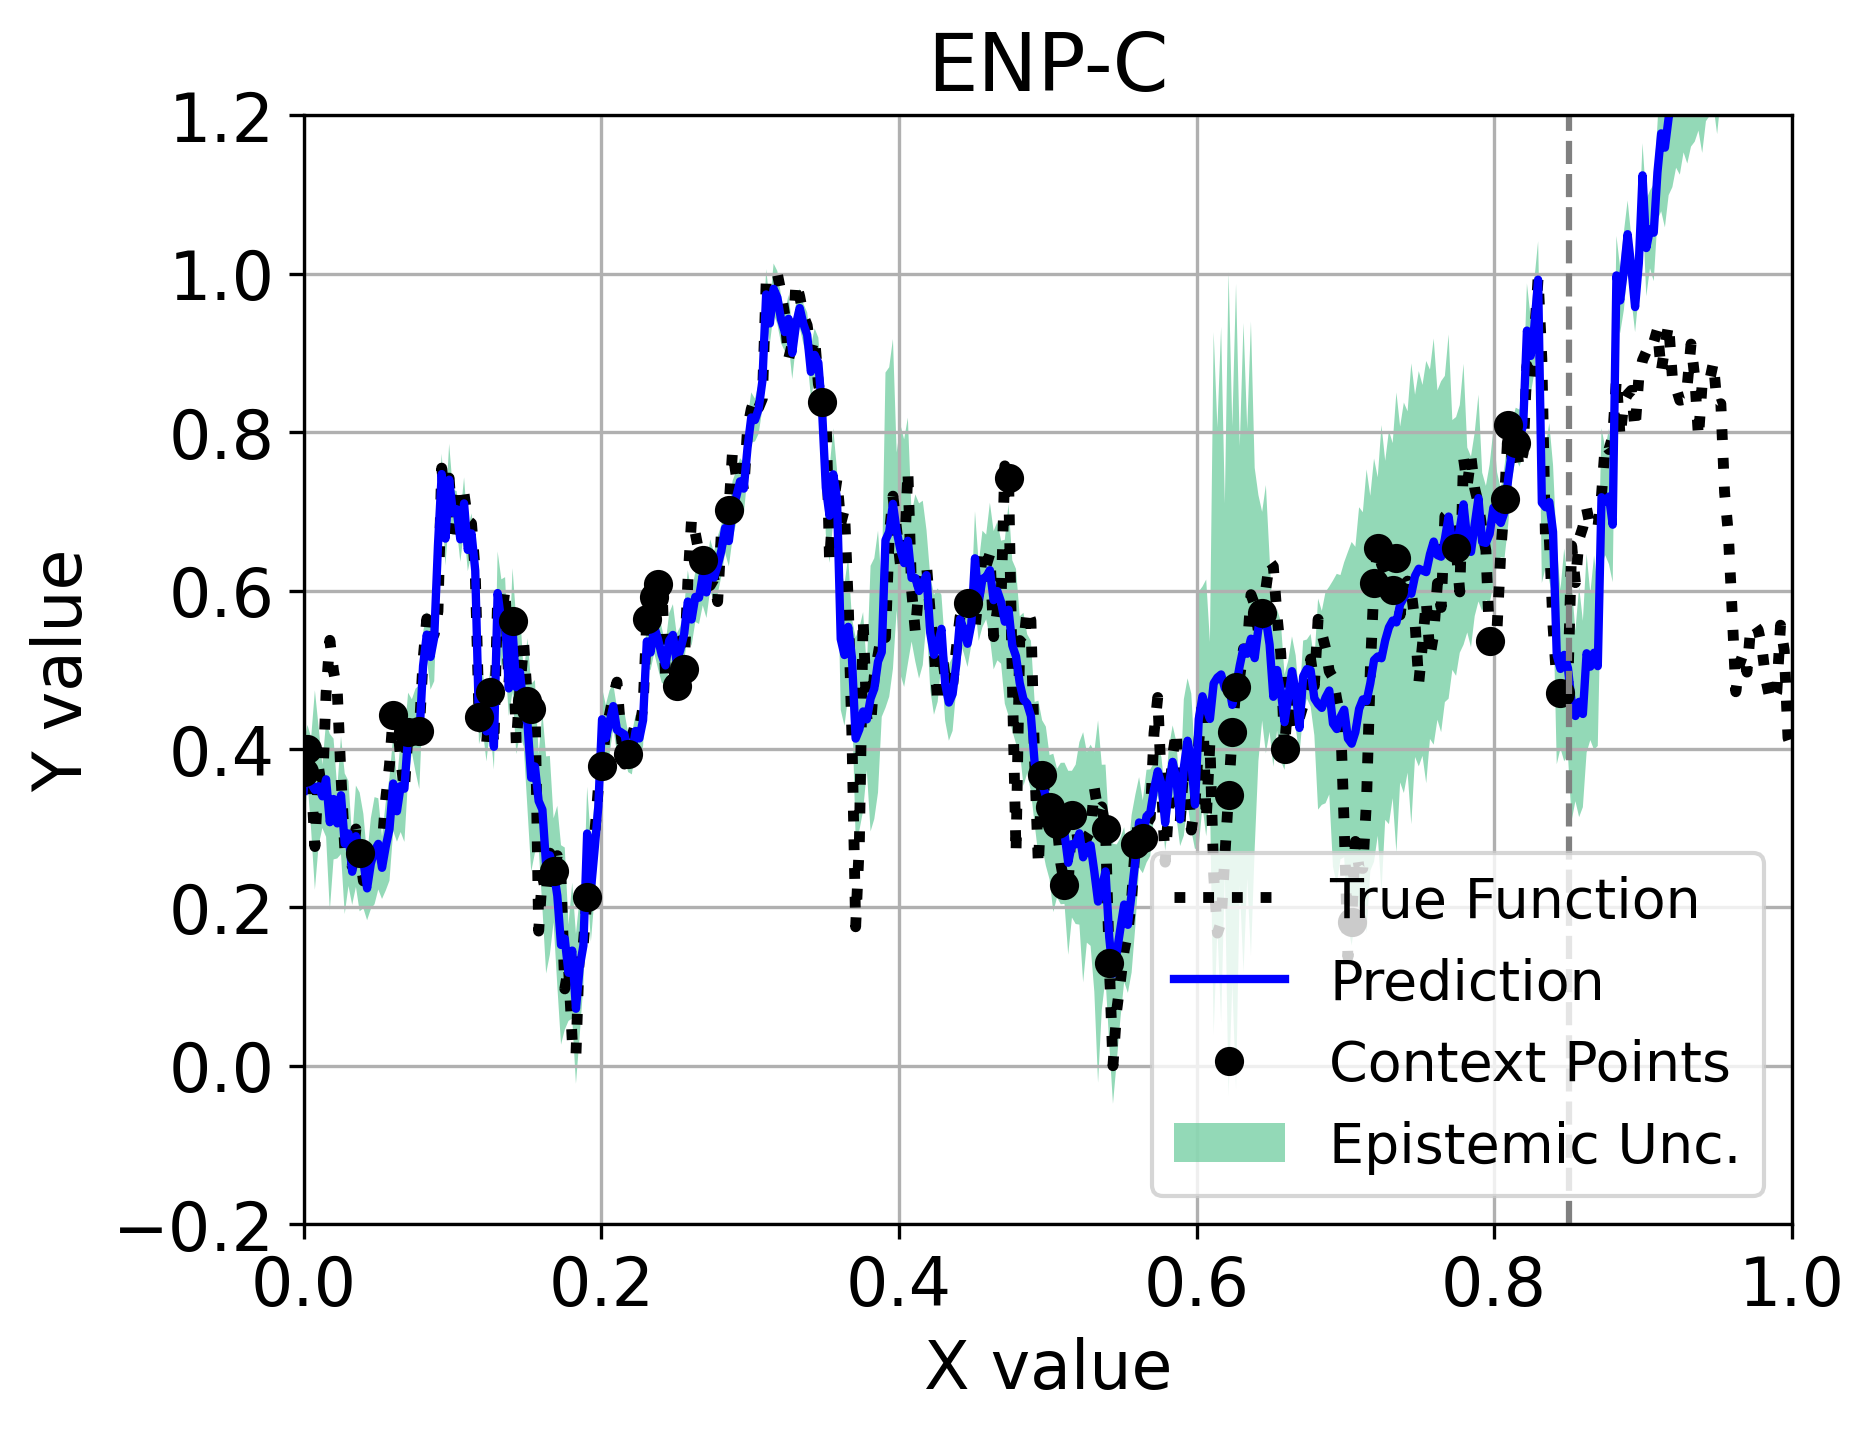 ENP-C
1.2
1.0
0.8
0.6
0.4
0.2
0.0
−0.2
Y value
0.0 0.2 0.4 0.6 0.8 1.0
X value
True Function
Prediction
Context Points
Epistemic Unc.